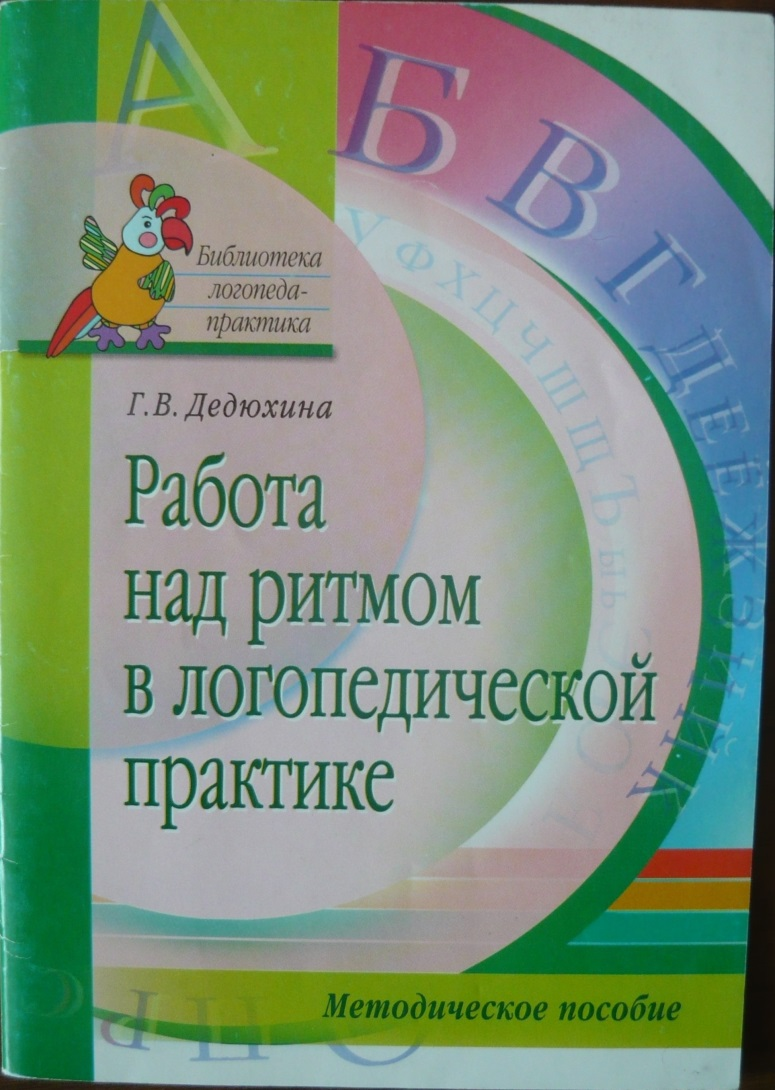 А Б В Г Д Е Ё Ж З И Й К
У Ф Х Ц Ч Ш Щ Ъ Ы Ь
Библиотека
логопеда-
практика
Г. В. Дедюхина
Работа
над ритмом
в логопедической
практике
Методическое пособие
О П Р С